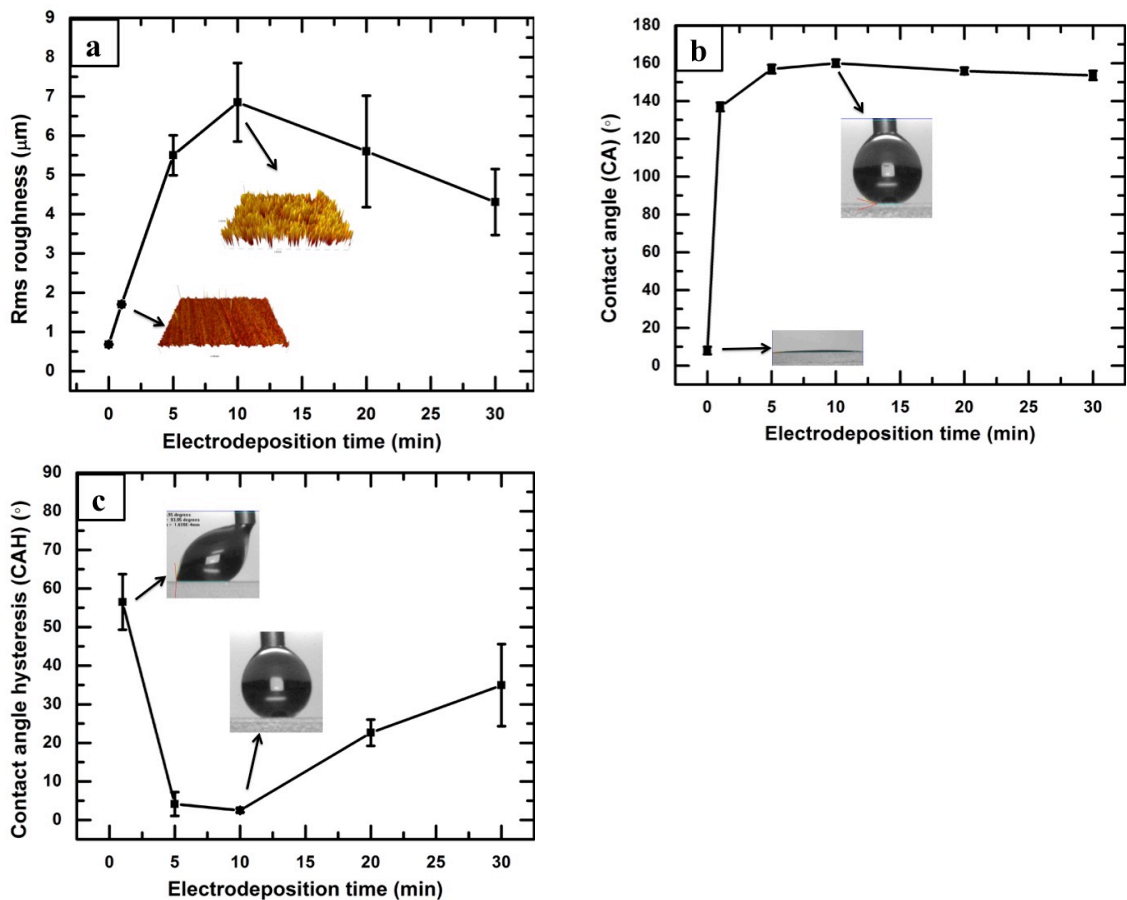 a
9
8
7
6
5
4
3
2
1
0
Rms roughness (μm)
0 5 10 15 20 25 30
Electrodeposition time (min)
b
180
160
140
120
100
80
60
40
20
0
Contact angle (CA) (°)
0 5 10 15 20 25 30
Electrodeposition time (min)
c
90
80
70
60
50
40
30
20
10
0
Contact angle hysteresis (CAH) (°)
degrees
degrees
0 5 10 15 20 25 30
Electrodeposition time (min)